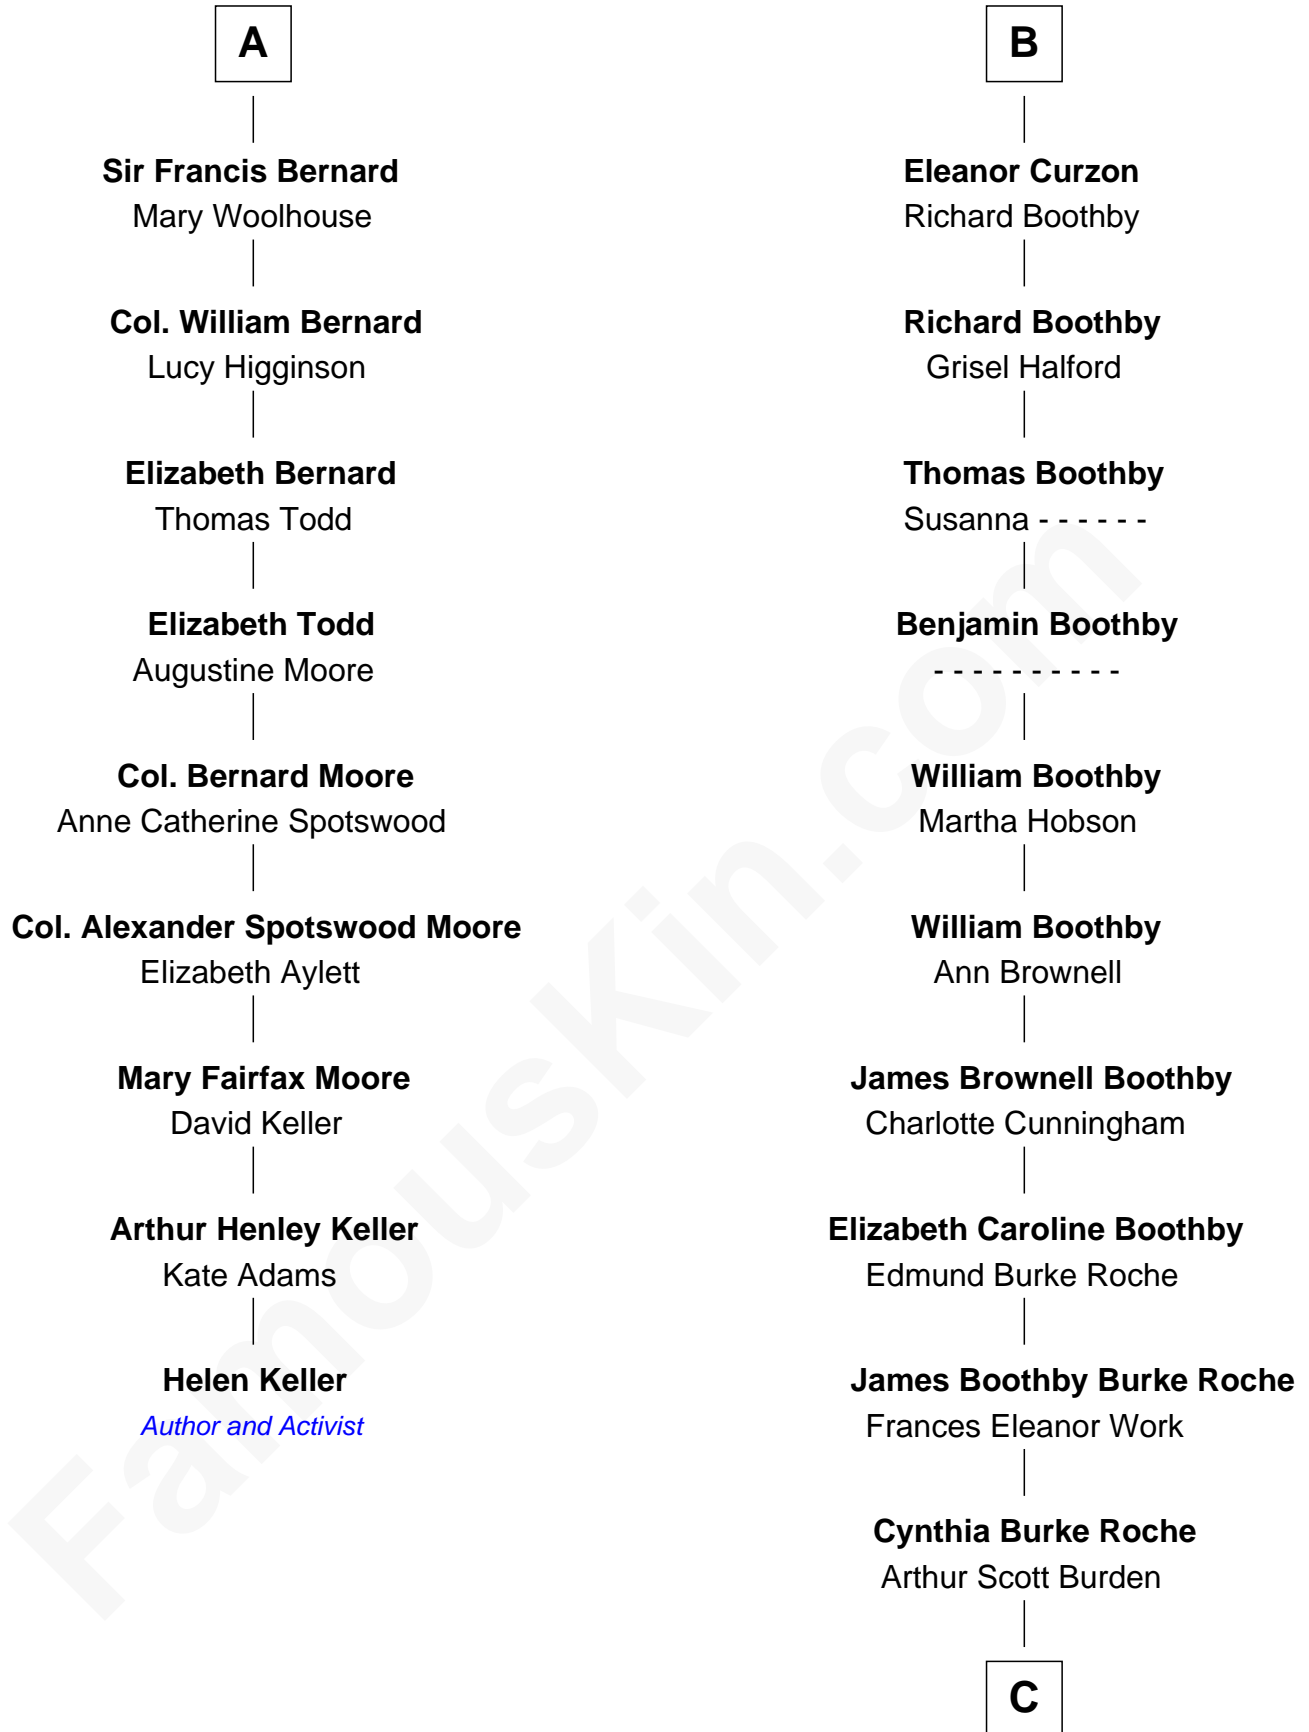 A
Sir Francis Bernard
Mary Woolhouse
Col. William Bernard
Lucy Higginson
Elizabeth Bernard
Thomas Todd
Elizabeth Todd
Augustine Moore
Col. Bernard Moore
Anne Catherine Spotswood
Col. Alexander Spotswood Moore
Elizabeth Aylett
Mary Fairfax Moore
David Keller
Arthur Henley Keller
Kate Adams
Helen Keller
Author and Activist
B
Eleanor Curzon
Richard Boothby
Richard Boothby
Grisel Halford
Thomas Boothby
Susanna - - - - - -
Benjamin Boothby
- - - - - - - - - -
William Boothby
Martha Hobson
William Boothby
Ann Brownell
James Brownell Boothby
Charlotte Cunningham
Elizabeth Caroline Boothby
Edmund Burke Roche
James Boothby Burke Roche
Frances Eleanor Work
Cynthia Burke Roche
Arthur Scott Burden
C
FamousKin.com